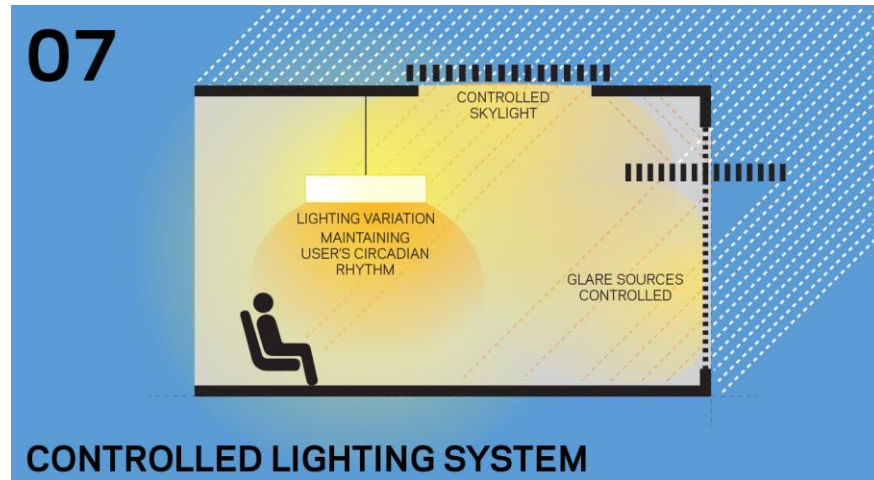 07
CONTROLLED
SKYLIGHT
LIGHTING VARIATION
MAINTAINING
USER'S CIRCADIAN
RHYTHM
GLARE SOURCES
CONTROLLED
CONTROLLED LIGHTING SYSTEM